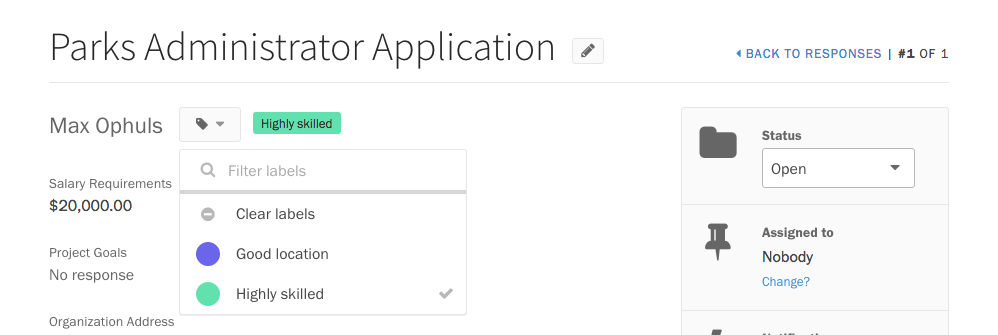 Parks Administrator Application
BACK TO RESPONSES | #1 OF 1
Max Ophuls
Highly skilled
Filter labels
Clear labels
Good location
Highly skilled
Salary Requirements
$20,000.00
Project Goals
No response
Organization Address
Status
Open
Assigned to
Nobody
Change?